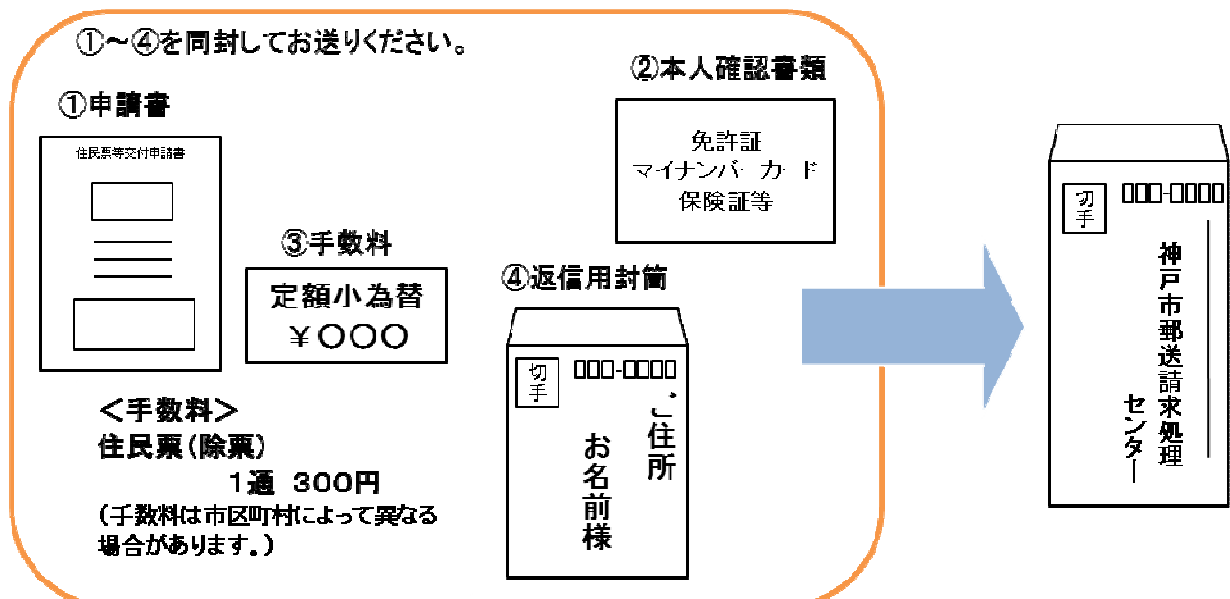 ①～④を同封してお送りください。
①申請書
住民票等交付申請書
②本人確認書類
免許証
マイナンバーカード
保険証等
③手数料
定額小為替
￥〇〇〇
＜手数料＞
住民票（除票）
１通 ３００円
（手数料は市区町村によって異なる
場合があります。）
④返信用封筒
切手
□□□-□□□□
ご住所
お名前様
切手
□□□-□□□□
神戸市郵送請求処理
センター